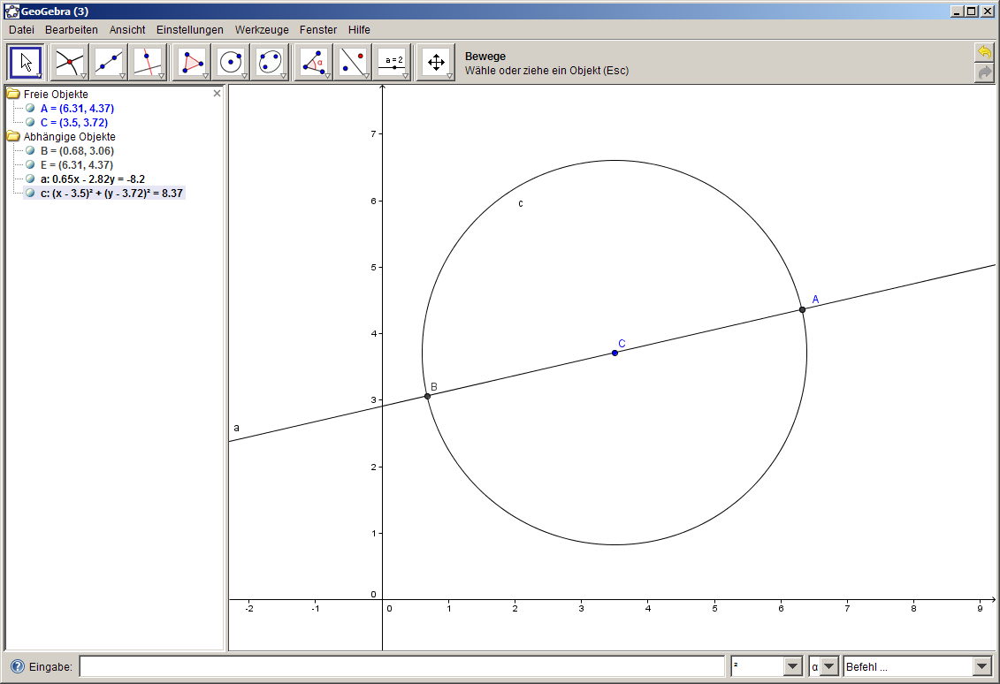 GeoGebra (3)
Datei Bearbeiten Ansicht Einstellungen Werkzeuge Fenster Hilfe
α
a = 2
Bewege
Wähle oder ziehe ein Objekt (Esc)
Freie Objekte
A = (6.31, 4.37)
C = (3.5, 3.72)
Abhängige Objekte
B = (0.68, 3.06)
E = (6.31, 4.37)
a: 0.65x - 2.82y = -8.2
c: (x - 3.5)² + (y - 3.72)² = 8.37
7
6
5
4
3
2
1
0
c
A
C
B
a
-2 -1 0 1 2 3 4 5 6 7 8 9
Eingabe: ² α Befehl ...